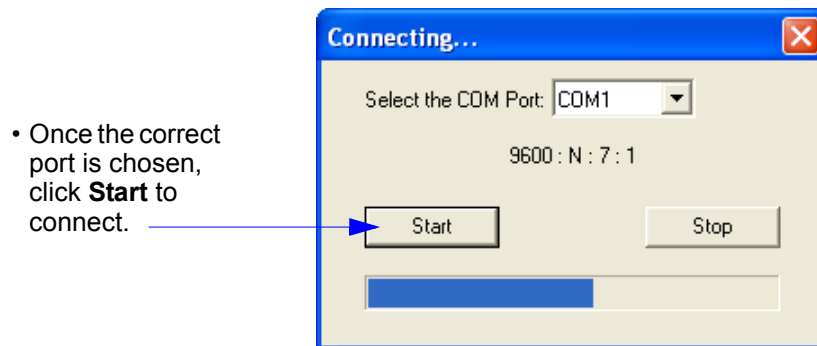 Connecting...
Select the COM Port: COM1
9600 : N : 7 : 1
• Once the correct
port is chosen,
click Start to
connect.
Start
Stop